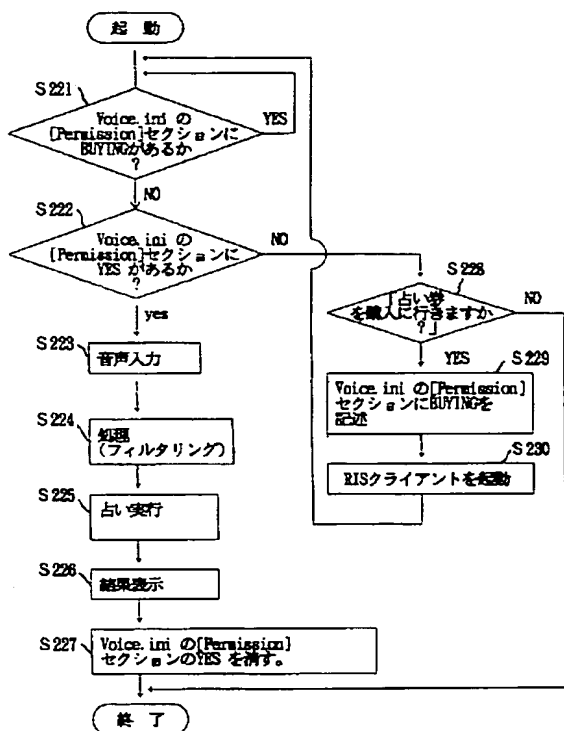 起 動
S221
Voice.ini の
[Permission]セクションに
BUYINGがあるか
?
YES
NO
S222
Voice.ini の
[Permission]セクションに
YES があるか
?
NO
yes
S223
音声入力
S224
処理
(フィルタリング)
S225
占い実行
S226
結果表示
S227
Voice.ini の[Permission]
セクションのYES を消す。
終 了
S228
「占い券
を購入に行きますか
?」
NO
YES
S229
Voice.ini の[Permission]
セクションにBUYINGを
記述
S230
RISクライアントを起動